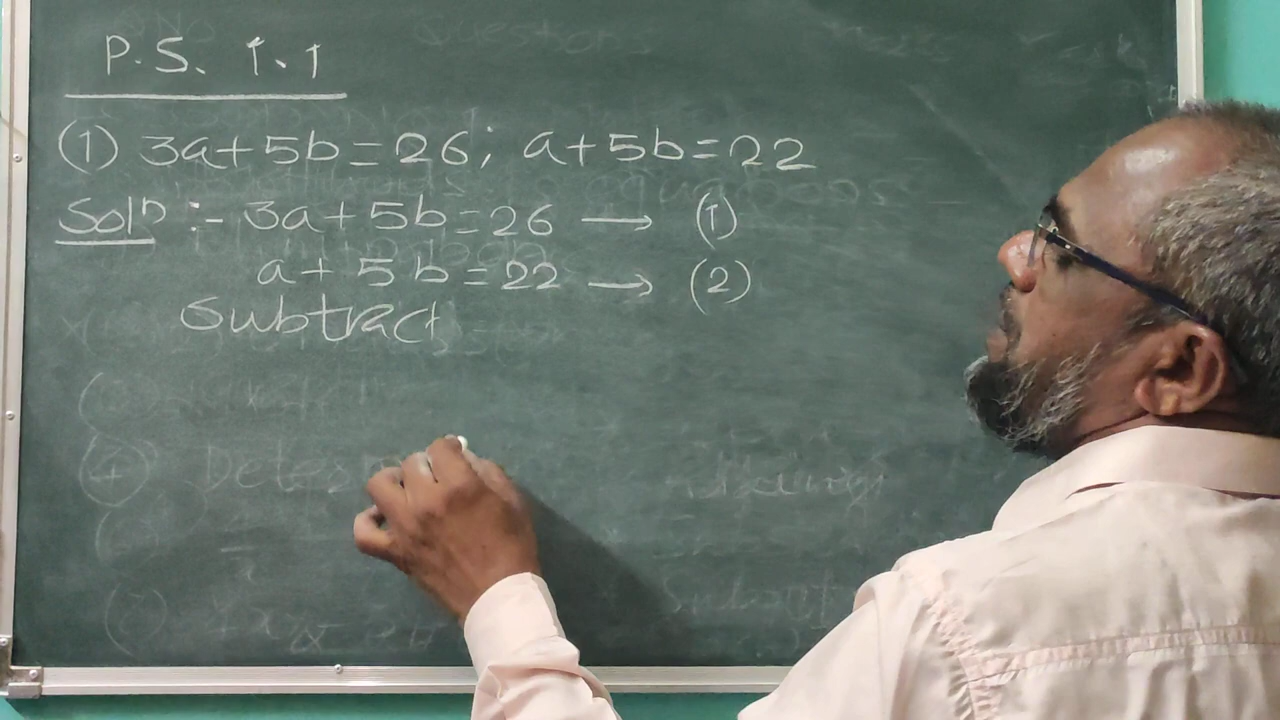 P.S. 1.1
(1) 3a+5b=26; a+5b=22
Solⁿ :- 3a+5b=26 → (1)
a+5b=22 → (2)
Subtract